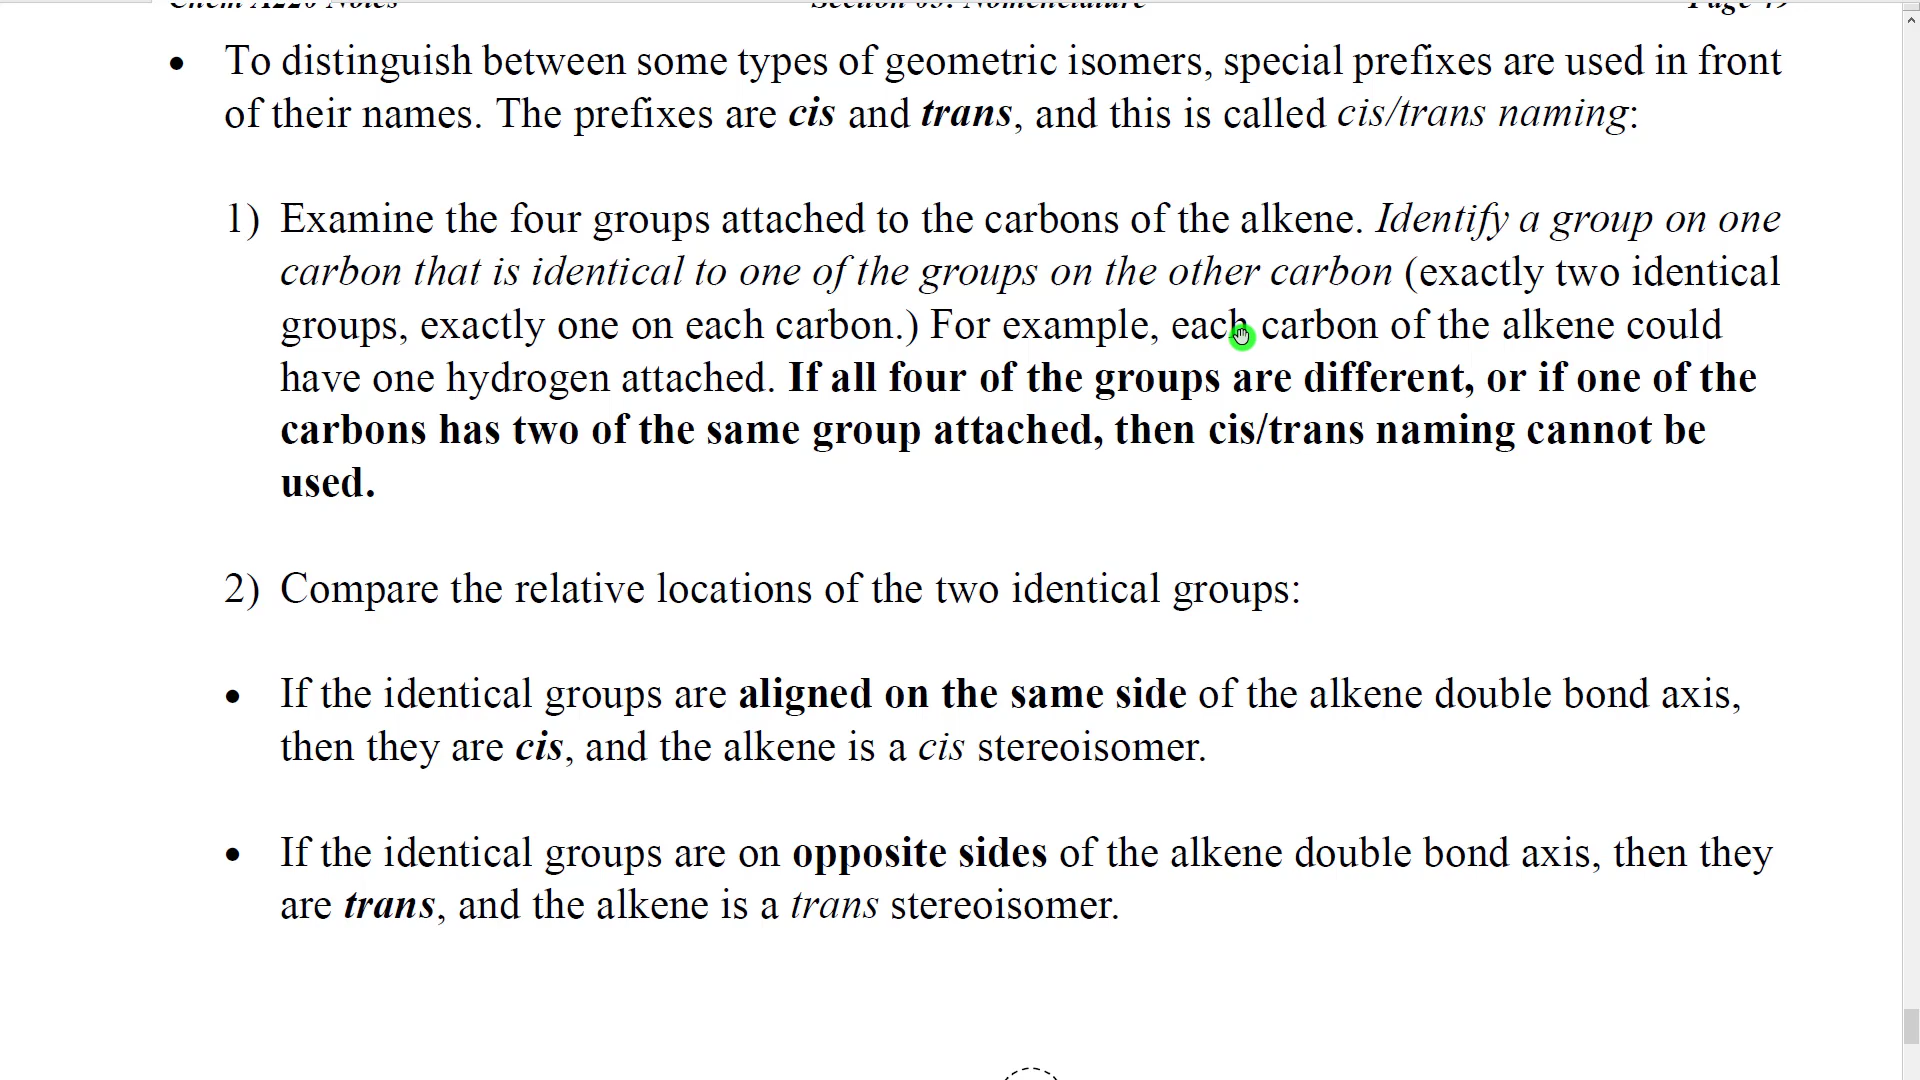 Chem A220 Notes Section 03: Nomenclature Page 49
• To distinguish between some types of geometric isomers, special prefixes are used in front
of their names. The prefixes are cis and trans, and this is called cis/trans naming:
1) Examine the four groups attached to the carbons of the alkene. Identify a group on one
carbon that is identical to one of the groups on the other carbon (exactly two identical
groups, exactly one on each carbon.) For example, each carbon of the alkene could
have one hydrogen attached. If all four of the groups are different, or if one of the
carbons has two of the same group attached, then cis/trans naming cannot be
used.
2) Compare the relative locations of the two identical groups:
• If the identical groups are aligned on the same side of the alkene double bond axis,
then they are cis, and the alkene is a cis stereoisomer.
• If the identical groups are on opposite sides of the alkene double bond axis, then they
are trans, and the alkene is a trans stereoisomer.